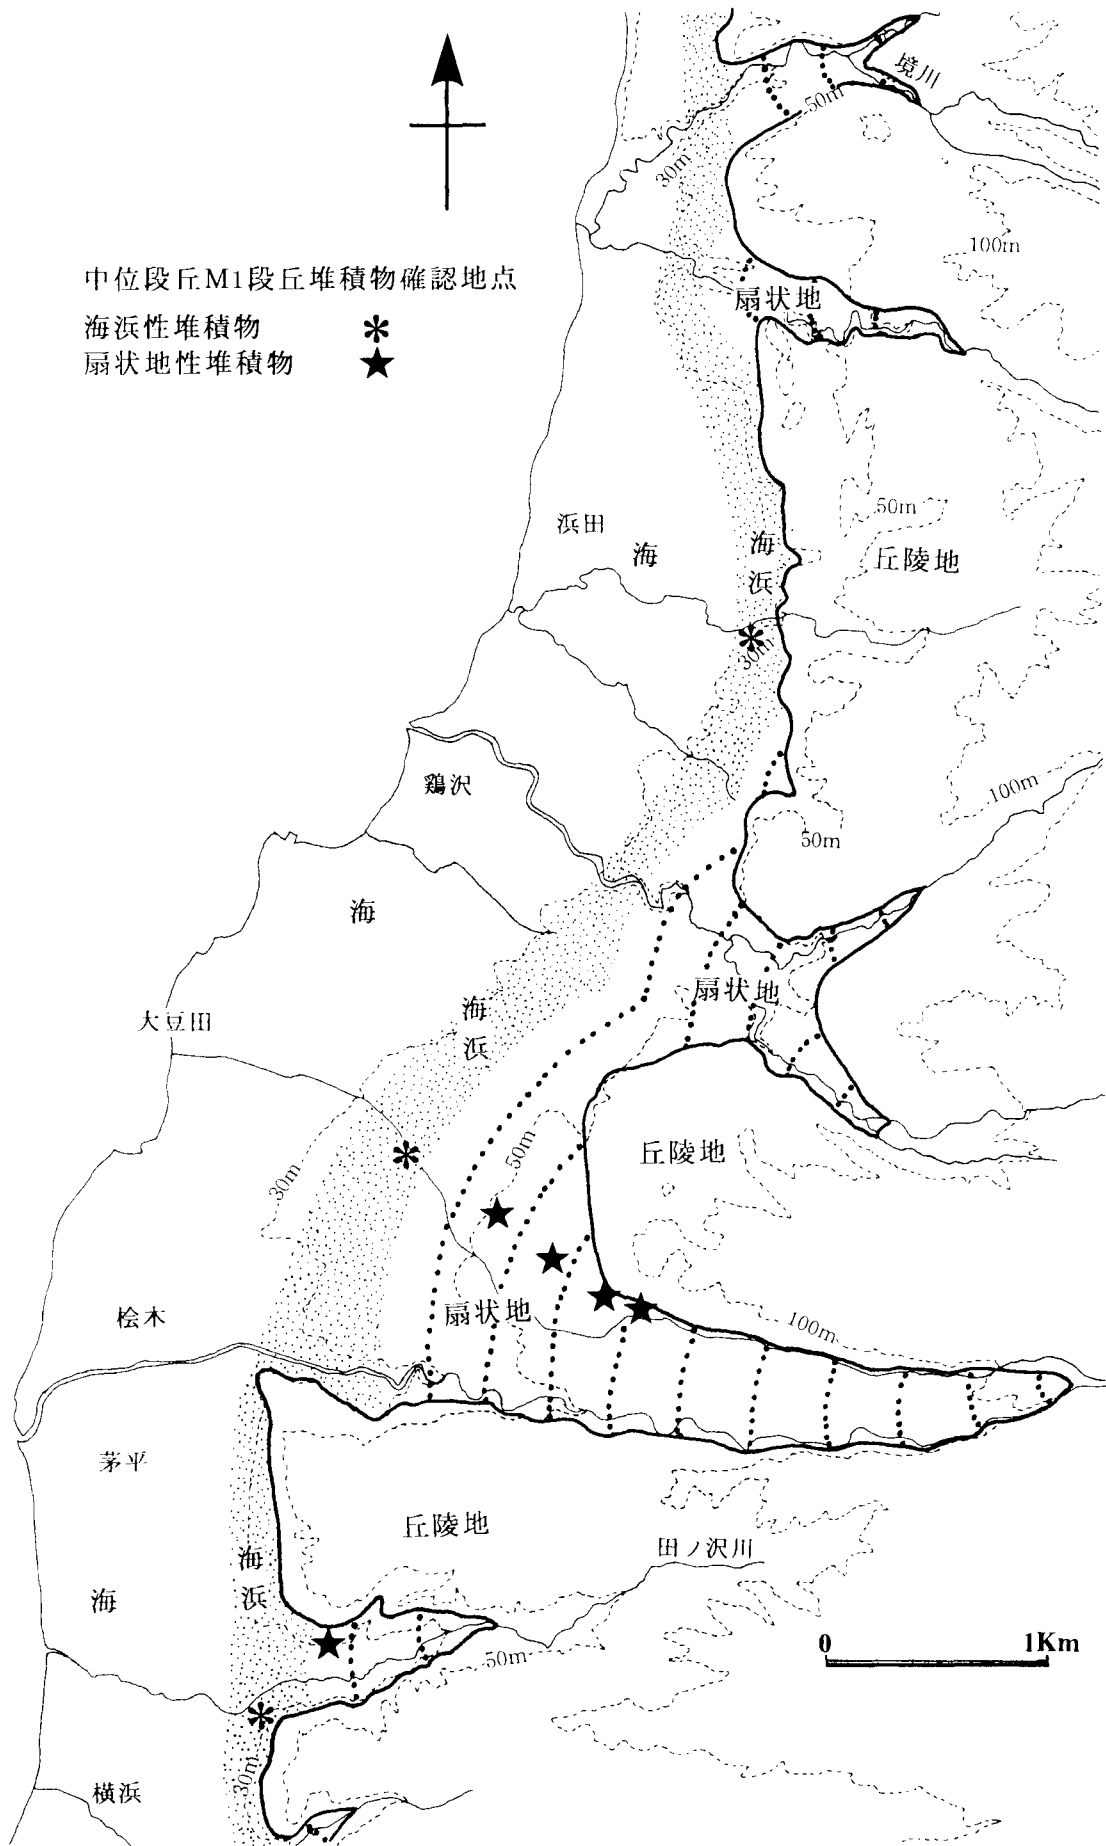 境川
50m
30m
100m
中位段丘M1段丘堆積物確認地点
海浜性堆積物
扇状地性堆積物
扇状地
浜田
海
海浜
50m
丘陵地
30m
鶏沢
100m
50m
海
扇状地
海浜
大豆田
50m
丘陵地
30m
扇状地
桧木
100m
茅平
丘陵地
田ノ沢川
海浜
海
50m
0 1Km
30m
横浜